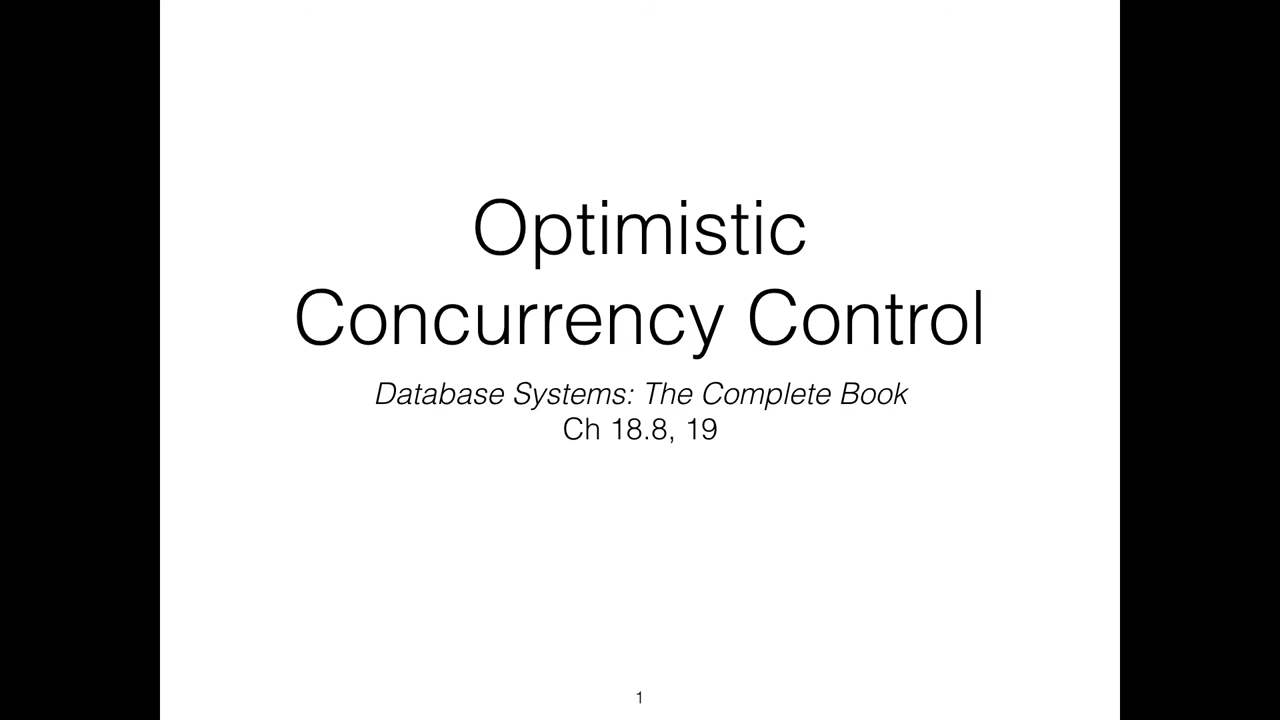 Optimistic
Concurrency Control
Database Systems: The Complete Book
Ch 18.8, 19
1